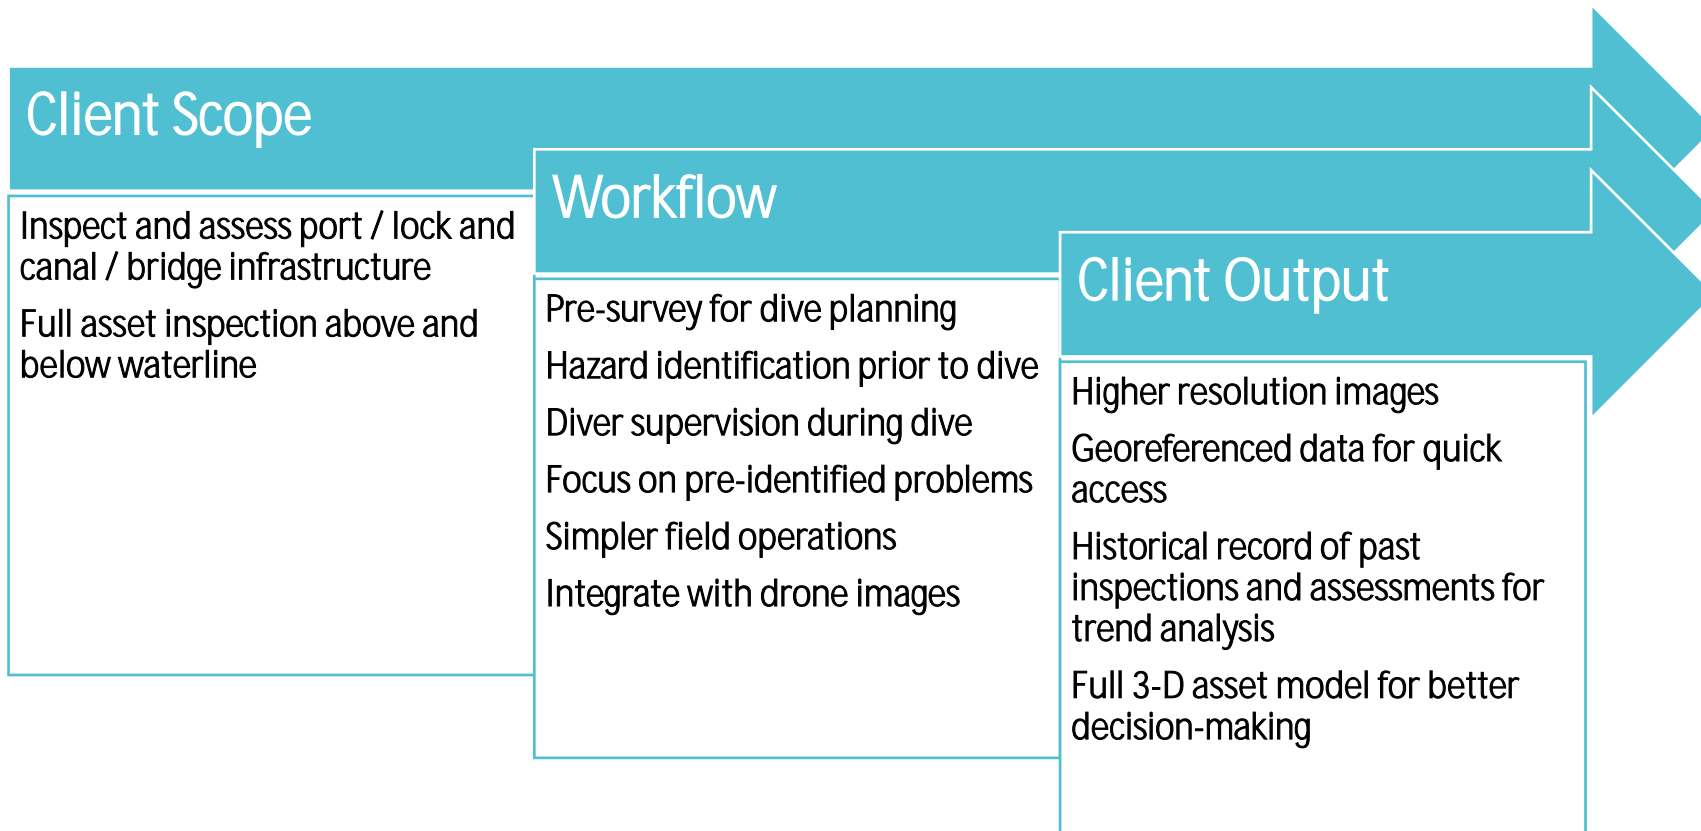 Client Scope
Inspect and assess port / lock and
canal / bridge infrastructure
Full asset inspection above and
below waterline
Workflow
Pre-survey for dive planning
Hazard identification prior to dive
Diver supervision during dive
Focus on pre-identified problems
Simpler field operations
Integrate with drone images
Client Output
Higher resolution images
Georeferenced data for quick
access
Historical record of past
inspections and assessments for
trend analysis
Full 3-D asset model for better
decision-making